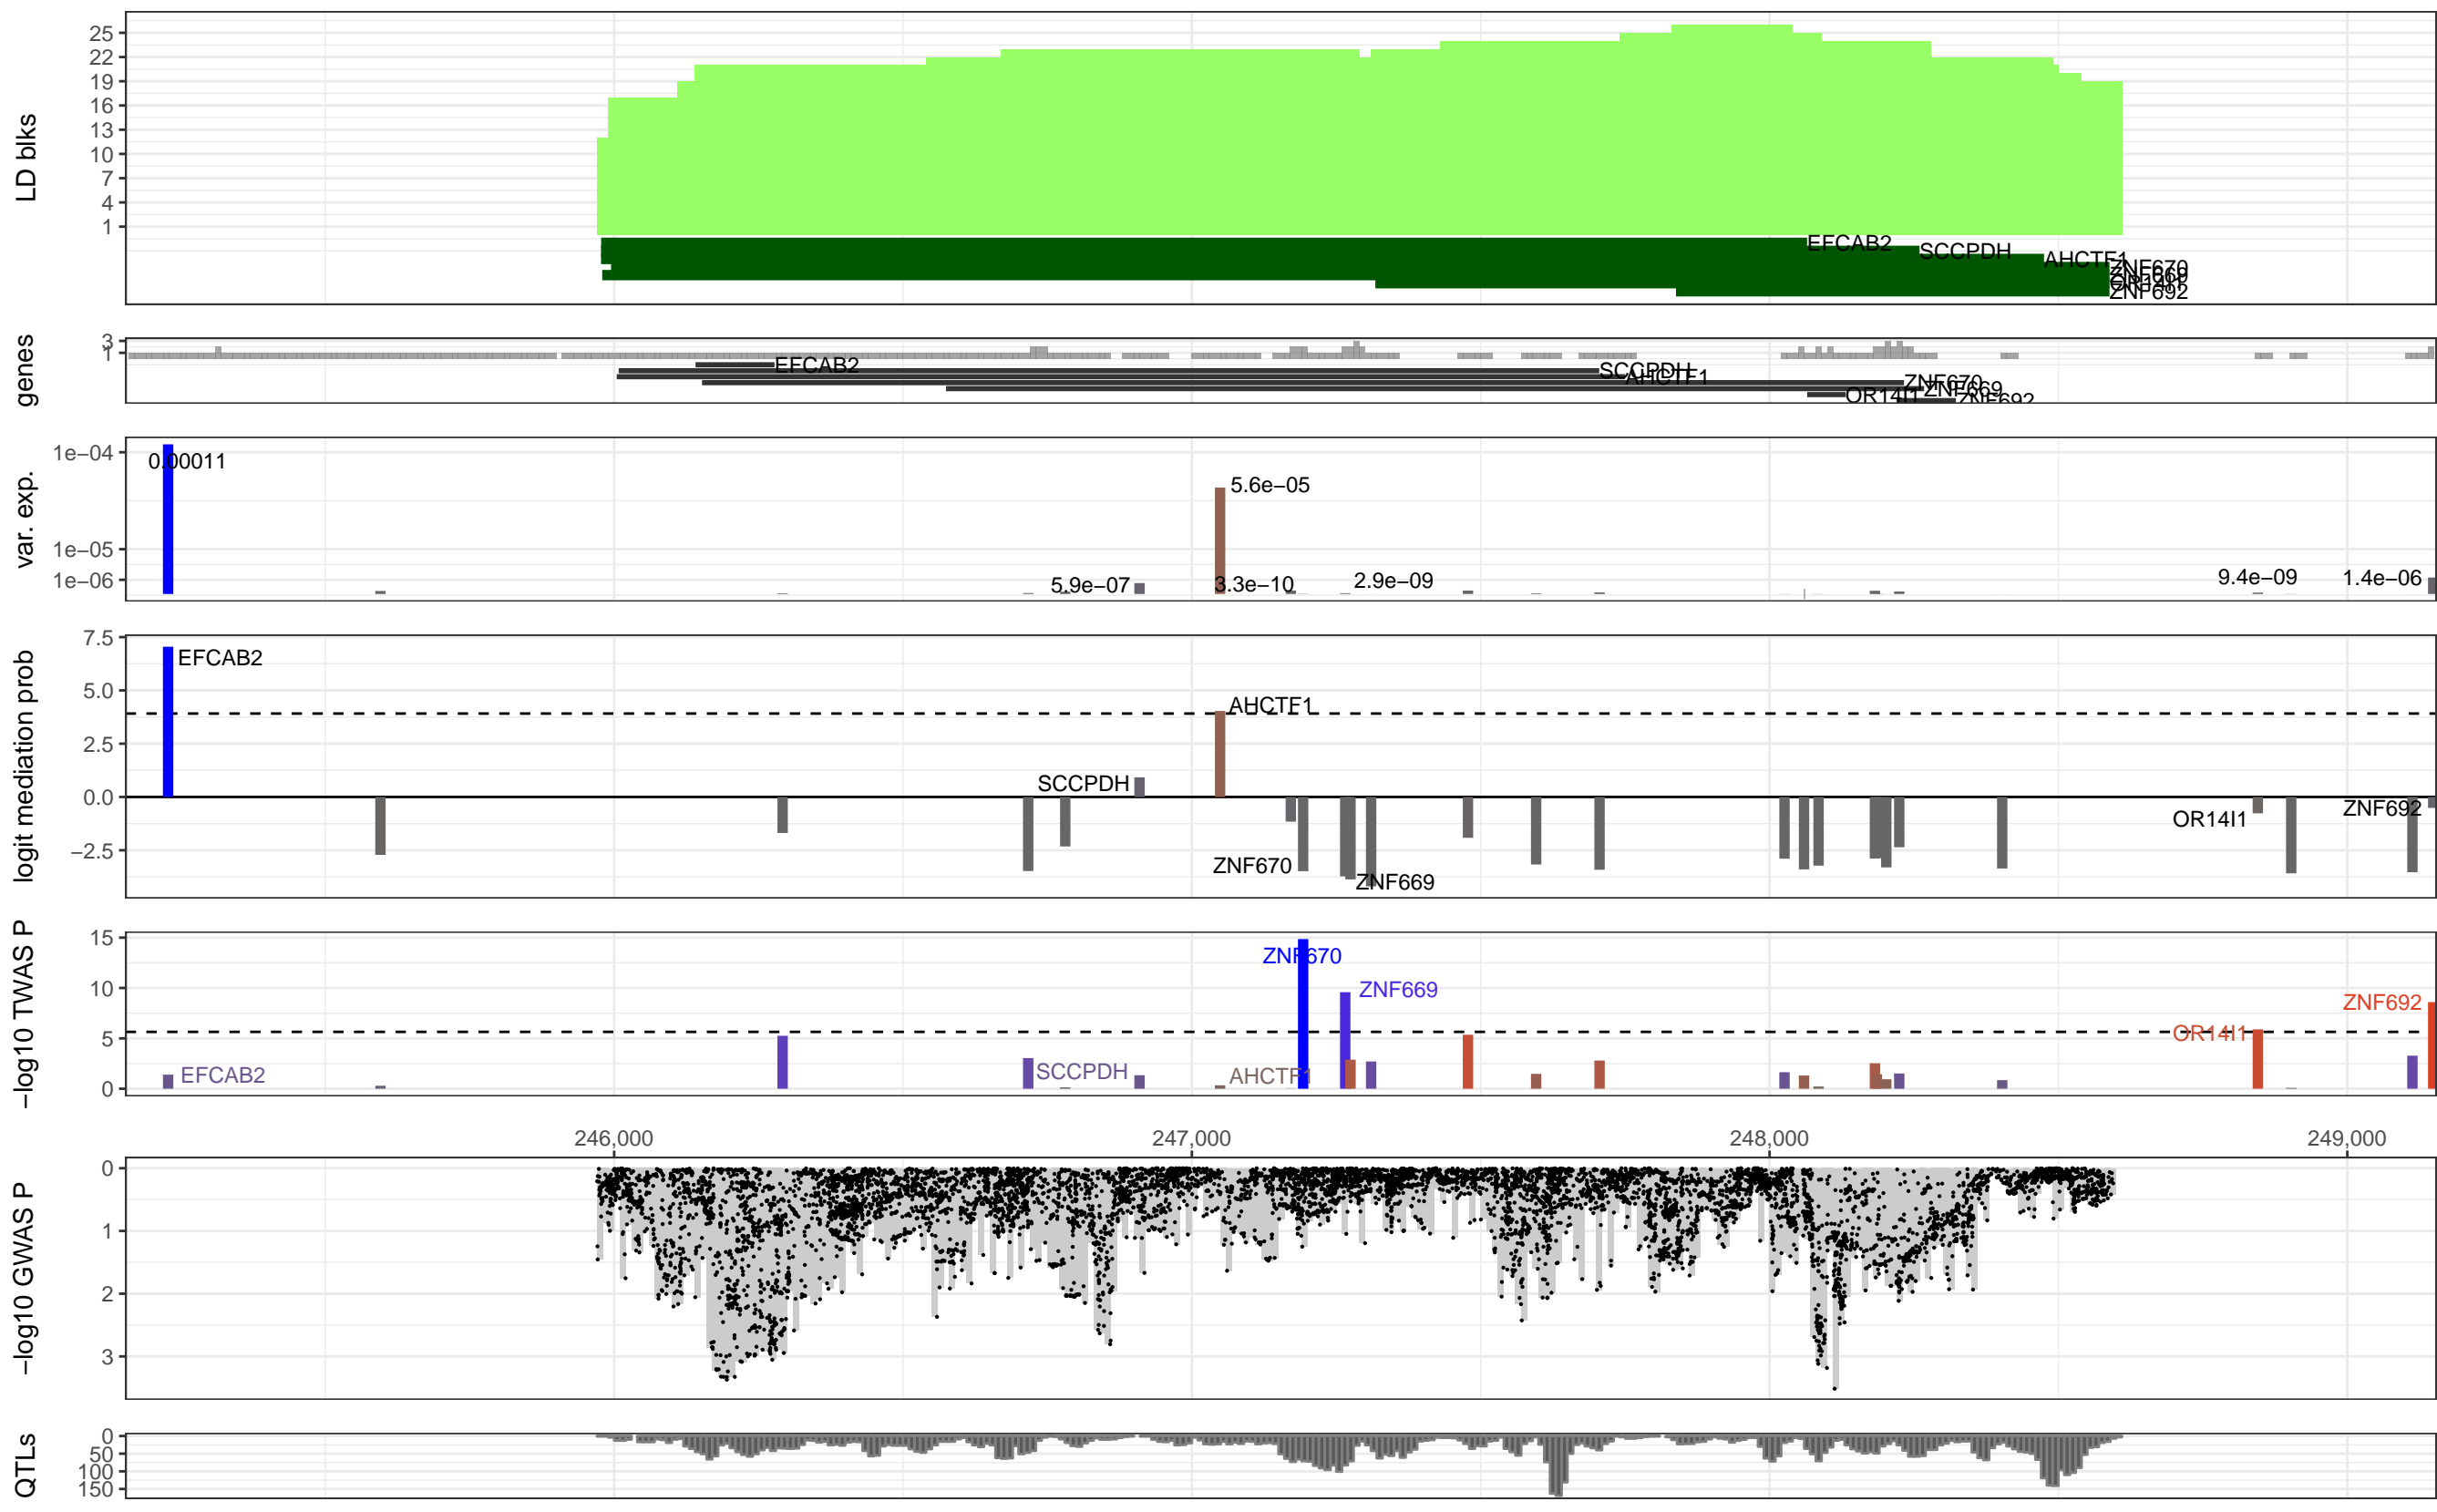 LD blks
25
22
19
16
13
10
7
4
1
EFCAB2
SCCPDH
AHCTF1
ZNF670
ZNF669
OR14I1
ZNF692
genes
3
1
EFCAB2
SCCPDH
AHCTF1
ZNF670
ZNF669
OR14I1
ZNF692
var. exp.
1e−04
1e−05
1e−06
0.00011
5.6e−05
5.9e−07
3.3e−10
2.9e−09
9.4e−09
1.4e−06
logit mediation prob
7.5
5.0
2.5
0.0
−2.5
EFCAB2
AHCTF1
SCCPDH
ZNF670
ZNF669
OR14I1
ZNF692
−log10 TWAS P
15
10
5
0
ZNF670
ZNF669
ZNF692
OR14I1
EFCAB2
SCCPDH
AHCTF1
246,000 247,000 248,000 249,000
−log10 GWAS P
0
1
2
3
QTLs
0
50
100
150